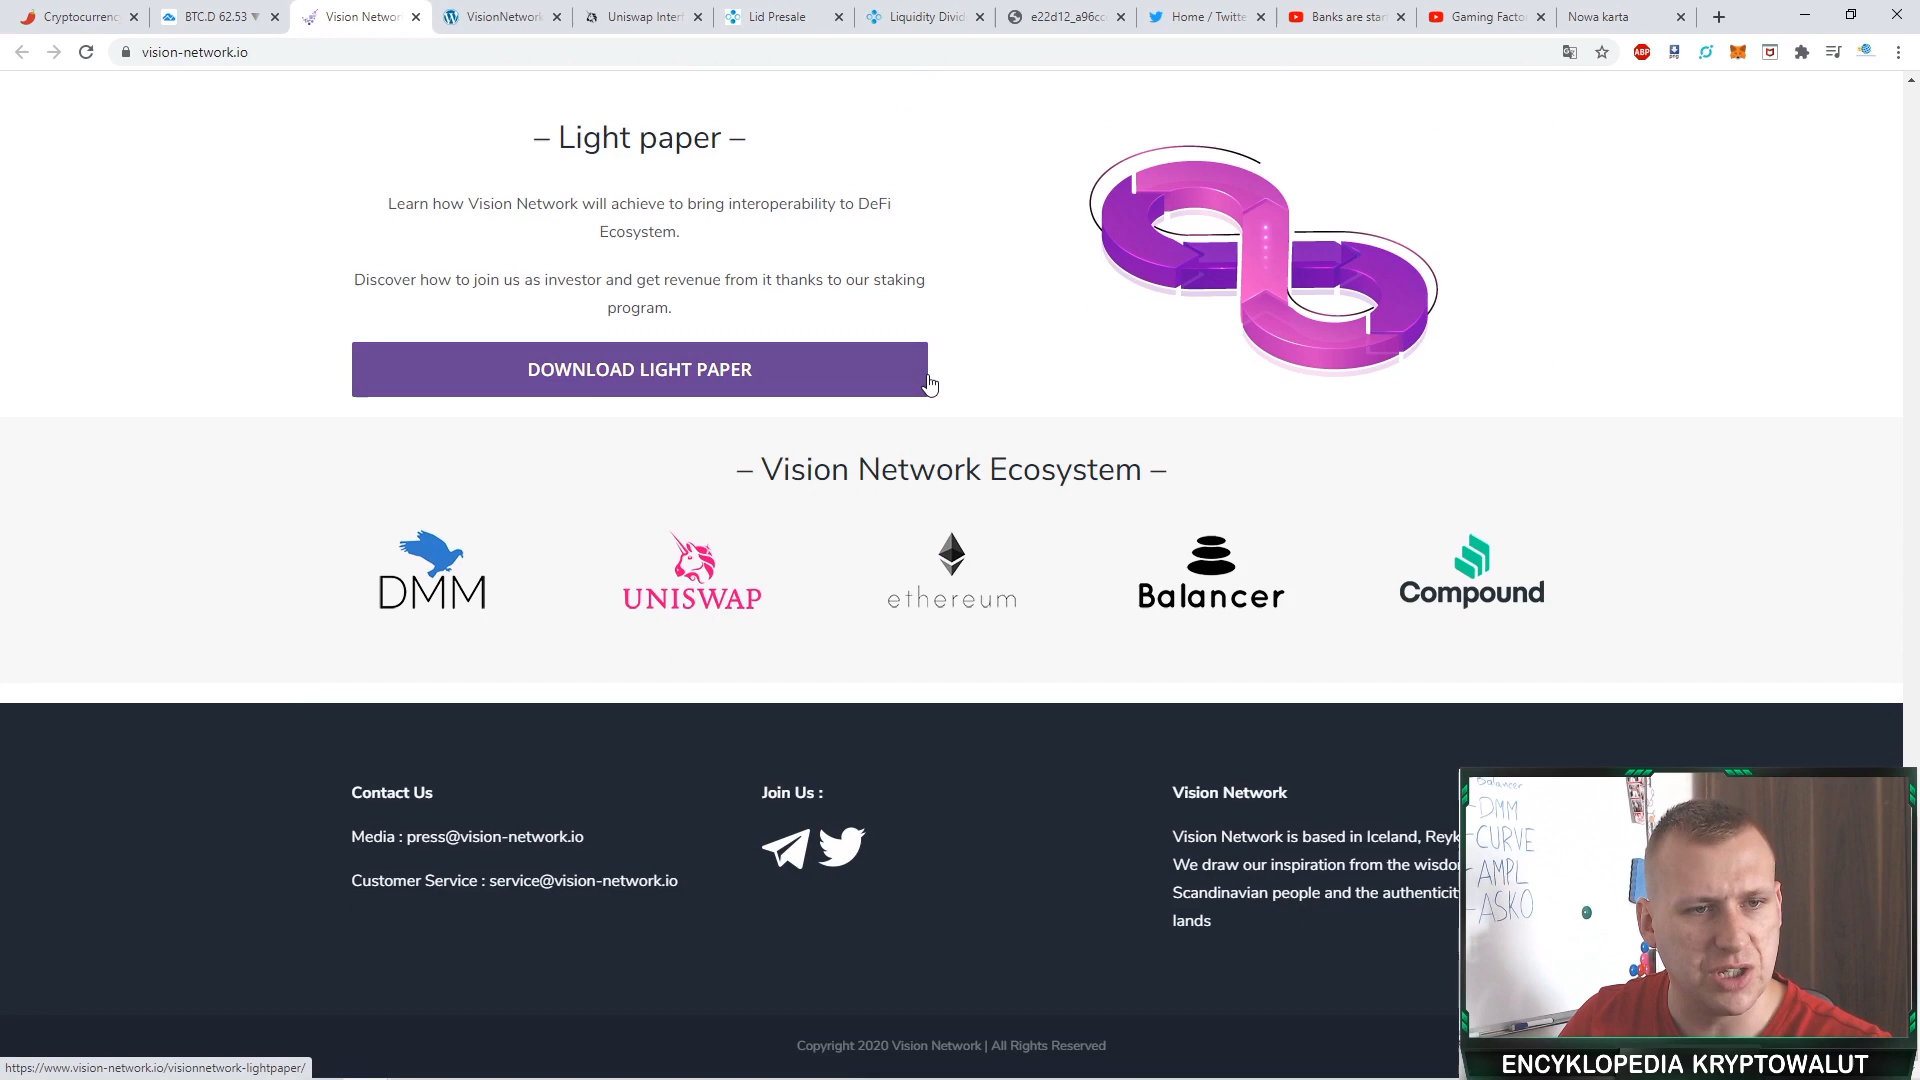 Cryptocurrenc
BTC.D 62.53 ▼
Vision Networ
VisionNetwork
Uniswap Interf
Lid Presale
Liquidity Divid
e22d12_a96cc
Home / Twitte
Banks are star
Gaming Facto
Nowa karta
vision-network.io
ABP
– Light paper –
Learn how Vision Network will achieve to bring interoperability to DeFi
Ecosystem.
Discover how to join us as investor and get revenue from it thanks to our staking
program.
DOWNLOAD LIGHT PAPER
– Vision Network Ecosystem –
DMM
UNISWAP
ethereum
Balancer
Compound
Contact Us
Media : press@vision-network.io
Customer Service : service@vision-network.io
Join Us :
Vision Network
Vision Network is based in Iceland, Reyk
We draw our inspiration from the wisdo
Scandinavian people and the authenticit
lands
Copyright 2020 Vision Network | All Rights Reserved
https://www.vision-network.io/visionnetwork-lightpaper/
Balancer
- DMM
- CURVE
- AMPL
- ASKO
ENCYKLOPEDIA KRYPTOWALUT